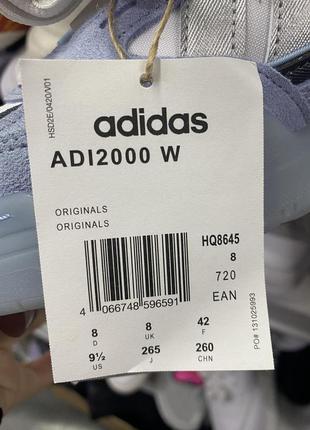 HSD2E/0420/V01
adidas
ADI2000 W
ORIGINALS
ORIGINALS
HQ8645
8
720
EAN
4 066748 596591
8 8 42
D UK F
9½ 265 260
US J CHN
PO# 131025993